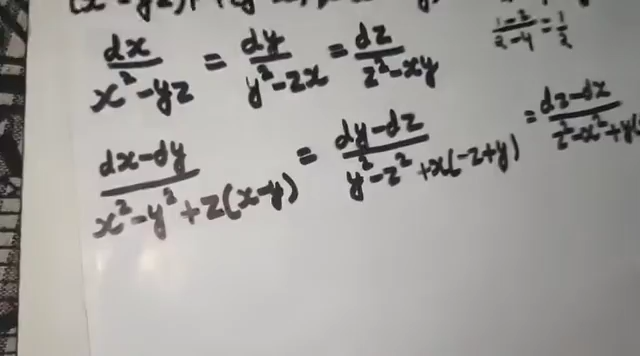 dx/x²-yz = dy/y²-zx = dz/z²-xy
1-2/2-4 = 1/2
dx-dy/x²-y²+z(x-y) = dy-dz/y²-z²+x(-z+y) = dz-dx/z²-x²+y(